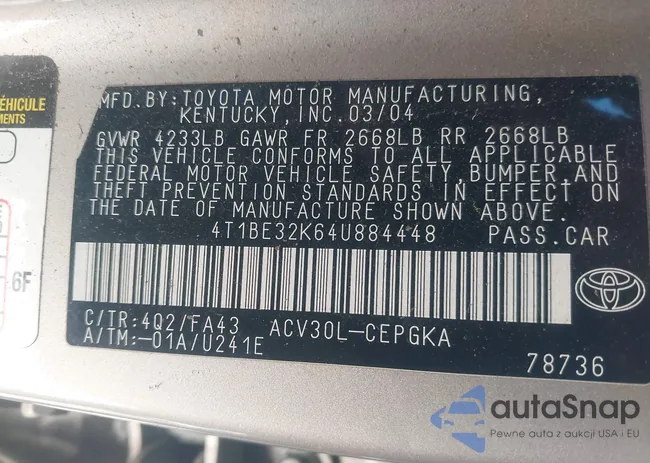 ÉHICULE
EMENTS
6F
MFD.BY:TOYOTA MOTOR MANUFACTURING,
KENTUCKY,INC.03/04
GVWR 4233LB GAWR FR 2668LB RR 2668LB
THIS VEHICLE CONFORMS TO ALL APPLICABLE
FEDERAL MOTOR VEHICLE SAFETY,BUMPER,AND
THEFT PREVENTION STANDARDS IN EFFECT ON
THE DATE OF MANUFACTURE SHOWN ABOVE.
4T1BE32K64U884448 PASS.CAR
C/TR:4Q2/FA43 ACV30L-CEPGKA
A/TM:-01A/U241E
78736
autaSnap
Pewne auta z aukcji USA i EU